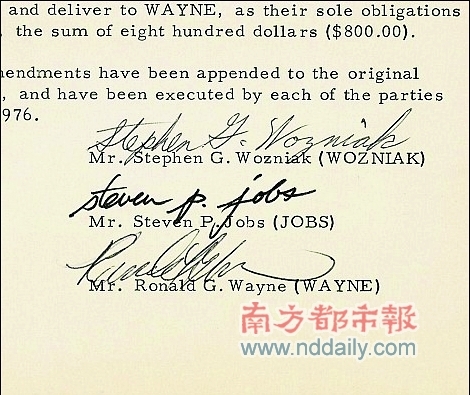 and deliver to WAYNE, as their sole obligations
, the sum of eight hundred dollars ($800.00).
mendments have been appended to the original
, and have been executed by each of the parties
976.
Stephen G. Wozniak
Mr. Stephen G. Wozniak (WOZNIAK)
steven p. jobs
Mr. Steven P. Jobs (JOBS)
Mr. Ronald G. Wayne (WAYNE)
南方都市報
www.nddaily.com